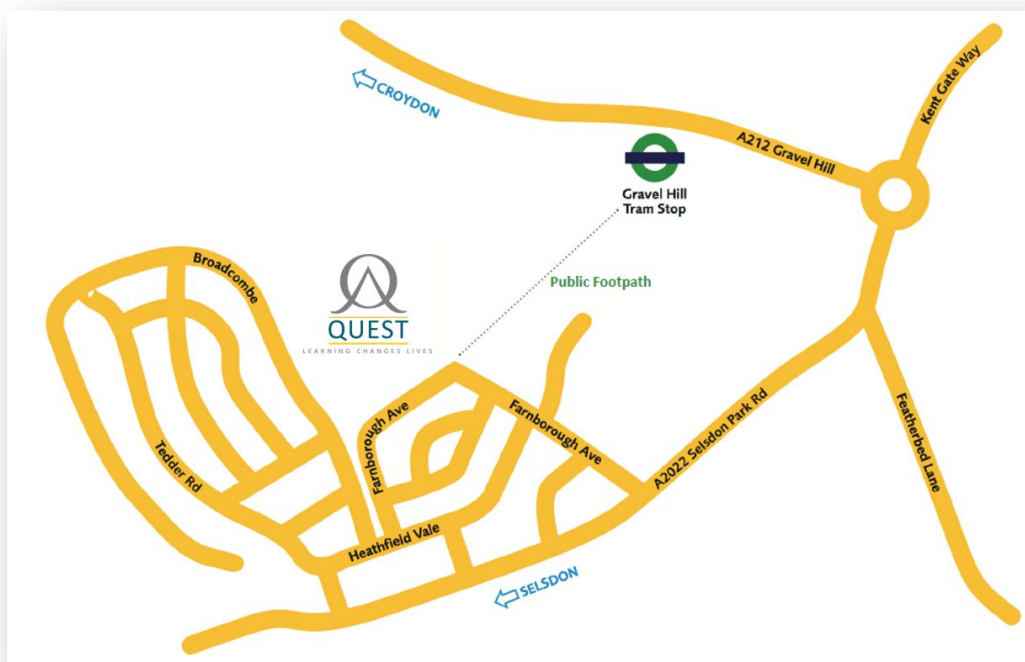 Kent Gate Way
CROYDON
A212 Gravel Hill
Gravel Hill
Tram Stop
Broadcombe
Public Footpath
QUEST
LEARNING CHANGES LIVES
Farnborough Ave
Farnborough Ave
A2022 Selsdon Park Rd
Featherbed Lane
Tedder Rd
Heathfield Vale
SELSDON